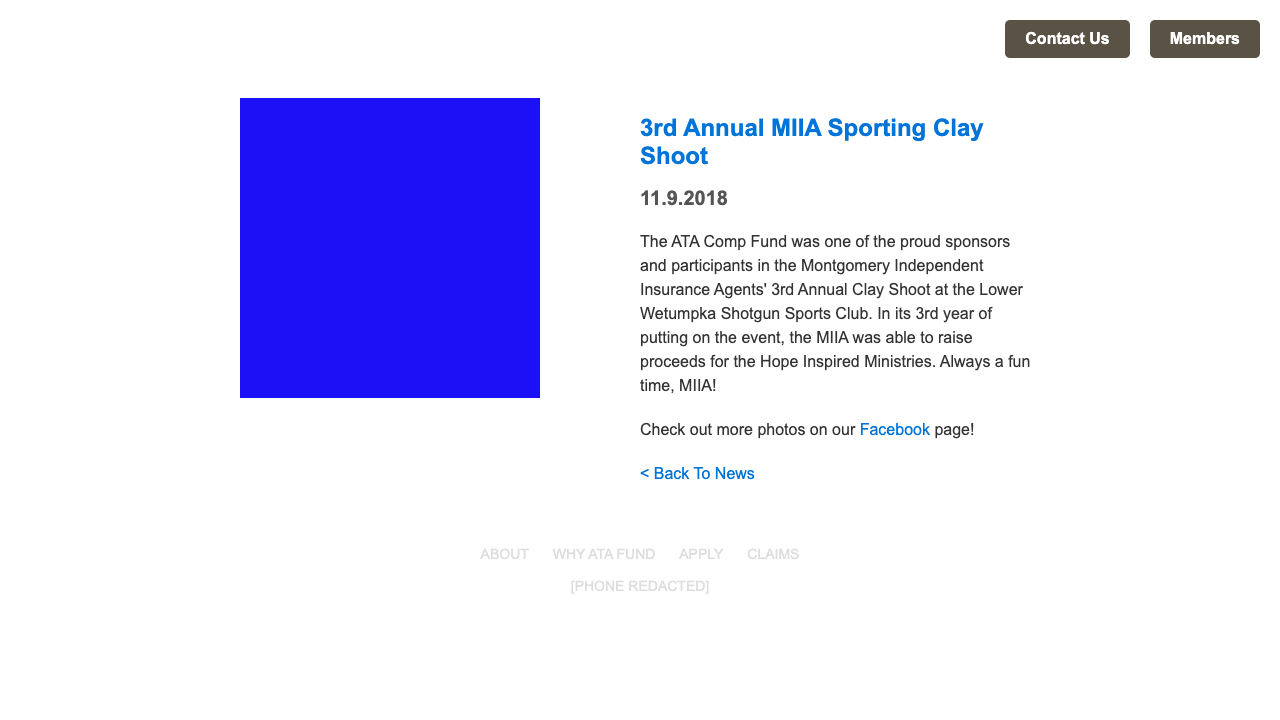 Contact Us
Members
3rd Annual MIIA Sporting Clay
Shoot
11.9.2018
The ATA Comp Fund was one of the proud sponsors
and participants in the Montgomery Independent
Insurance Agents' 3rd Annual Clay Shoot at the Lower
Wetumpka Shotgun Sports Club. In its 3rd year of
putting on the event, the MIIA was able to raise
proceeds for the Hope Inspired Ministries. Always a fun
time, MIIA!
Check out more photos on our Facebook page!
< Back To News
ABOUT WHY ATA FUND APPLY CLAIMS
[PHONE REDACTED]